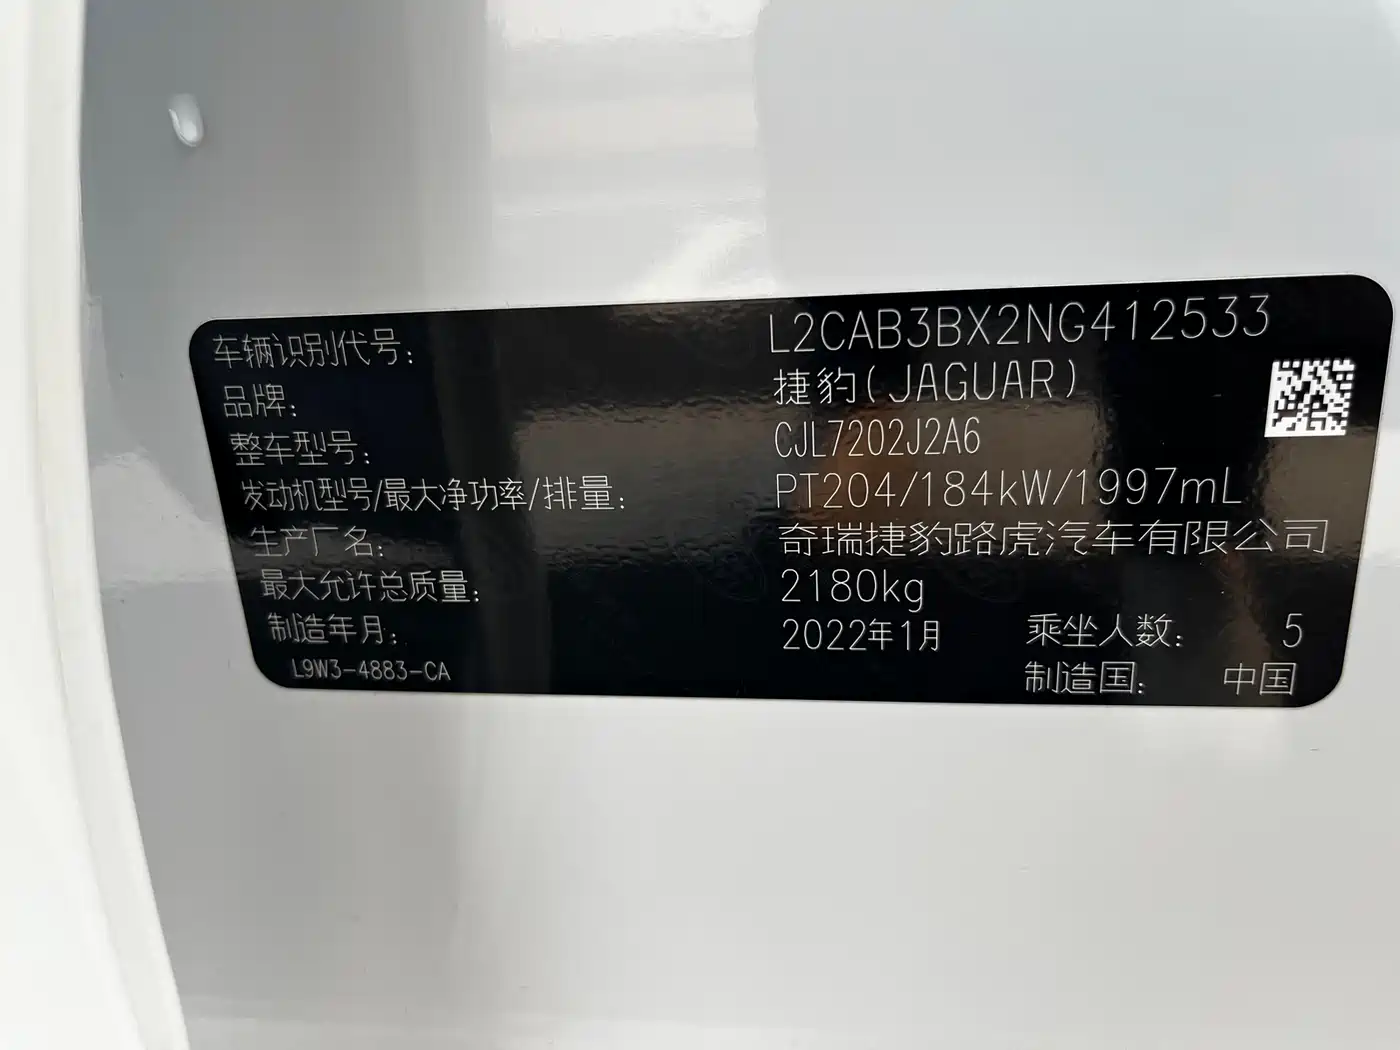 车辆识别代号: L2CAB3BX2NG412533
品牌: 捷豹(JAGUAR)
整车型号: CJL7202J2A6
发动机型号/最大净功率/排量: PT204/184kW/1997mL
生产厂名: 奇瑞捷豹路虎汽车有限公司
最大允许总质量: 2180kg
制造年月: 2022年1月 乘坐人数: 5
L9W3-4883-CA 制造国: 中国